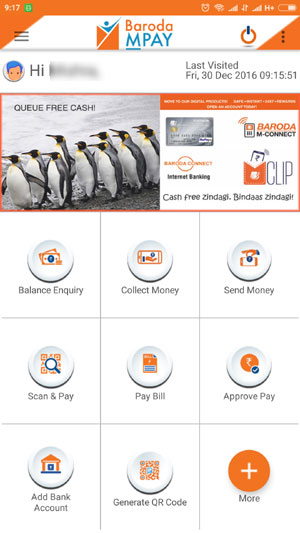 9:17
H+
Baroda
MPAY
Hi
Last Visited
Fri, 30 Dec 2016 09:15:51
QUEUE FREE CASH!
MOVE TO OUR DIGITAL PRODUCTS! SAFE • INSTANT • EASY • REWARDING
OPEN AN ACCOUNT TODAY!
BARODA
M-CONNECT
BARODA CONNECT
Internet Banking
CLIP
Cash free zindagi, Bindaas zindagi!
Balance Enquiry
Collect Money
Send Money
Scan & Pay
Pay Bill
Approve Pay
Add Bank
Account
Generate QR Code
More